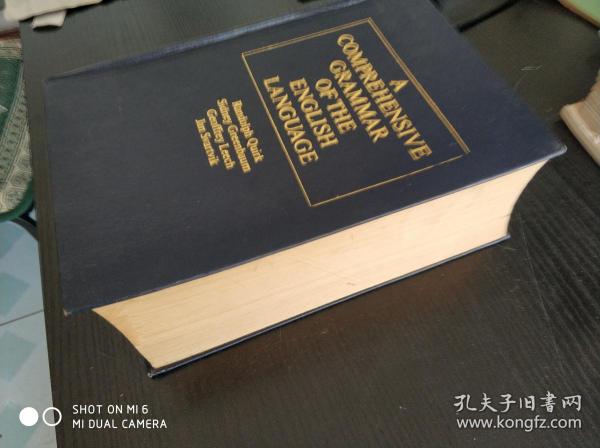 A
COMPREHENSIVE
GRAMMAR
OF THE
ENGLISH
LANGUAGE
Randolph Quirk
Sidney Greenbaum
Geoffrey Leech
Jan Svartvik
SHOT ON MI 6
MI DUAL CAMERA
孔夫子旧书网
www.kongfz.com